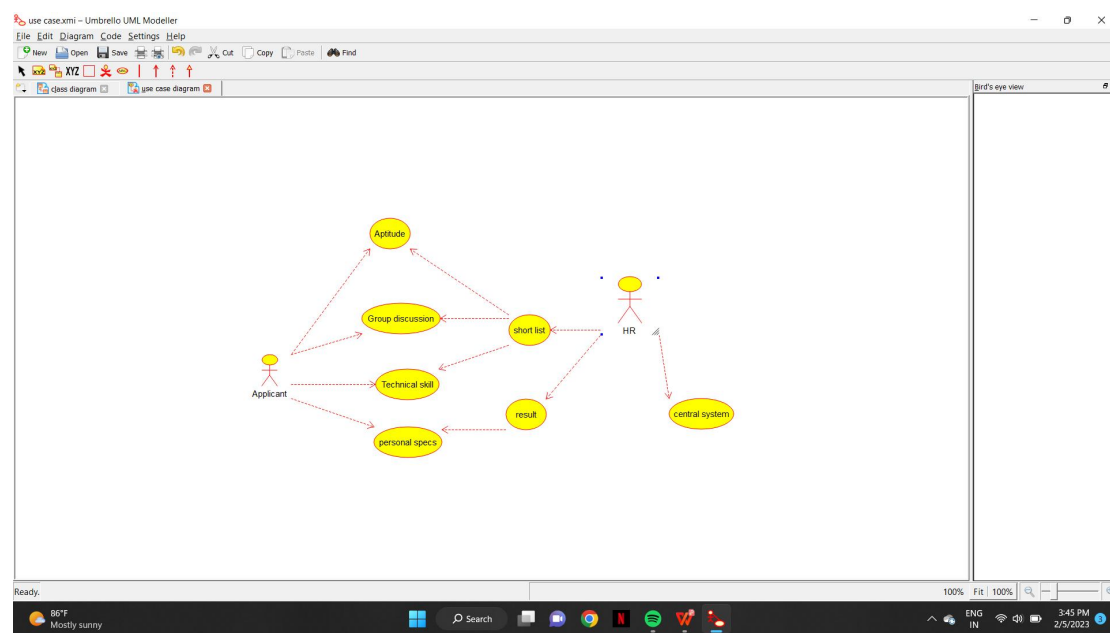 use case.xmi – Umbrello UML Modeller
File Edit Diagram Code Settings Help
New Open Save Cut Copy Paste Find
XYZ XYZ
class diagram use case diagram Bird's eye view
Aptitude
Group discussion
short list
HR
Applicant
Technical skill
result
central system
personal specs
Ready. 100% Fit 100%
86°F
Mostly sunny
Search
ENG
IN
3:45 PM
2/5/2023
3